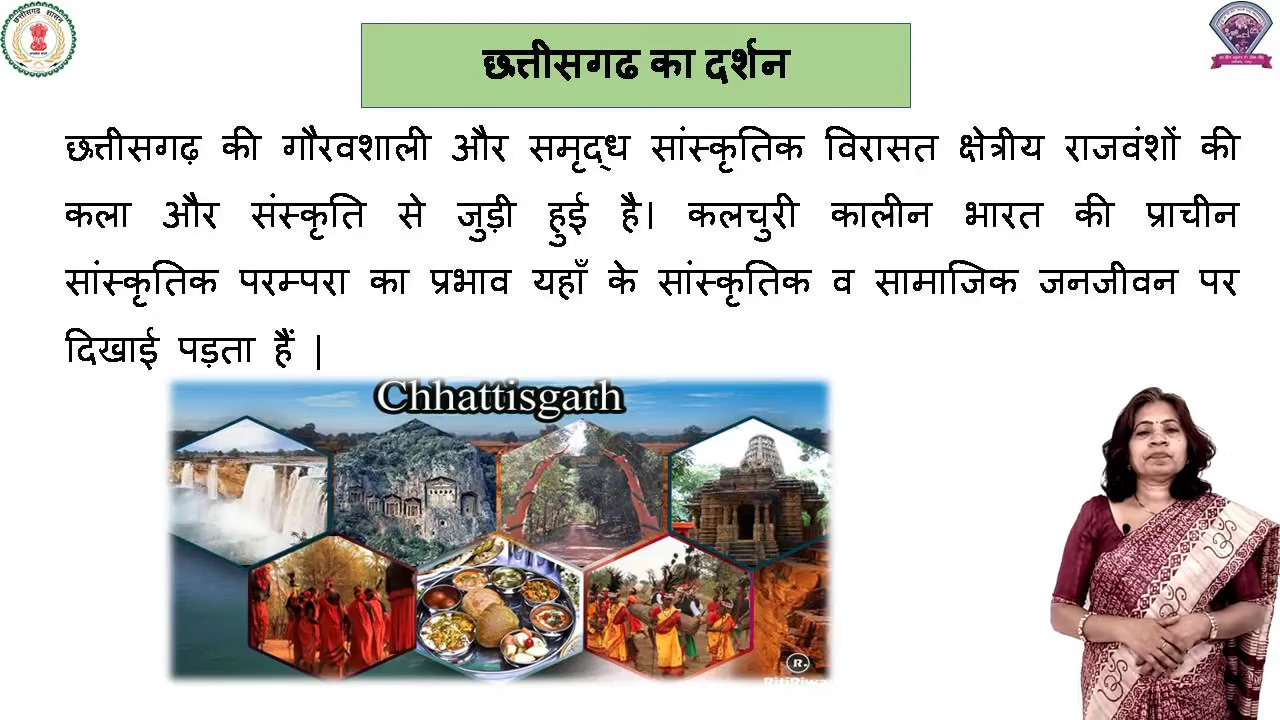 छत्तीसगढ का दर्शन
छत्तीसगढ़ की गौरवशाली और समृद्ध सांस्कृतिक विरासत क्षेत्रीय राजवंशों की
कला और संस्कृति से जुड़ी हुई है। कलचुरी कालीन भारत की प्राचीन
सांस्कृतिक परम्परा का प्रभाव यहाँ के सांस्कृतिक व सामाजिक जनजीवन पर
दिखाई पड़ता हैं |
Chhattisgarh
R.